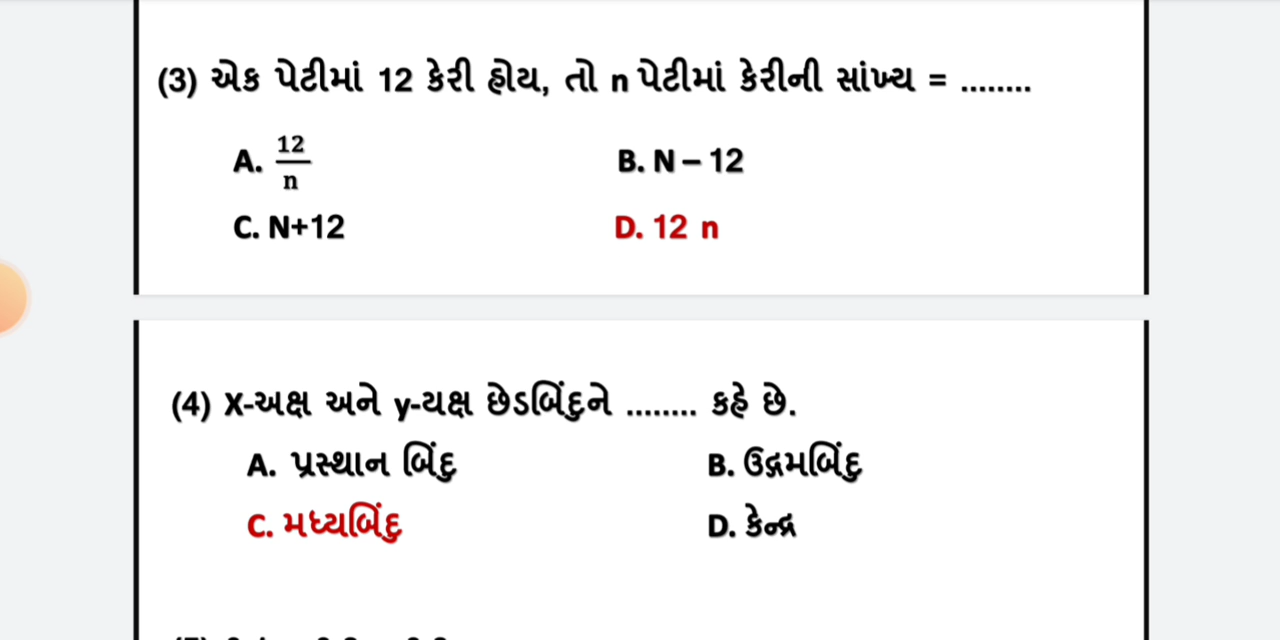 (3) એક પેટીમાં 12 કેરી હોય, તો n પેટીમાં કેરીની સાંખ્ય = ........
A. 12/n B. N – 12
C. N+12 D. 12 n
(4) X-અક્ષ અને y-યક્ષ છેડબિંદુને ........ કહે છે.
A. પ્રસ્થાન બિંદુ B. ઉદ્ગમબિંદુ
C. મધ્યબિંદુ D. કેન્દ્ર